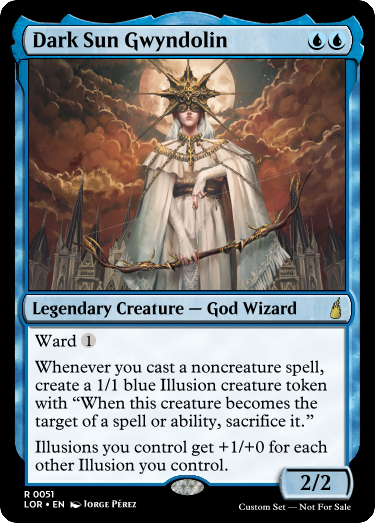 Dark Sun Gwyndolin
Legendary Creature — God Wizard
Ward 1
Whenever you cast a noncreature spell,
create a 1/1 blue Illusion creature token
with “When this creature becomes the
target of a spell or ability, sacrifice it.”
Illusions you control get +1/+0 for each
other Illusion you control.
2/2
R 0051
LOR • EN Jorge Pérez
Custom Set — Not For Sale